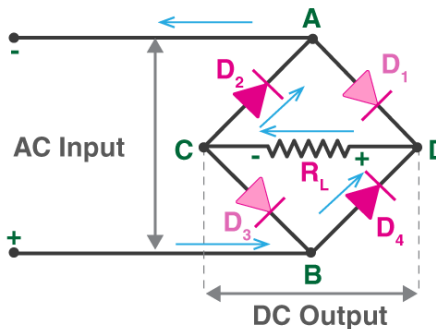 A
-
D2
D1
AC Input
C
-
+
D
RL
D3
D4
+
B
DC Output